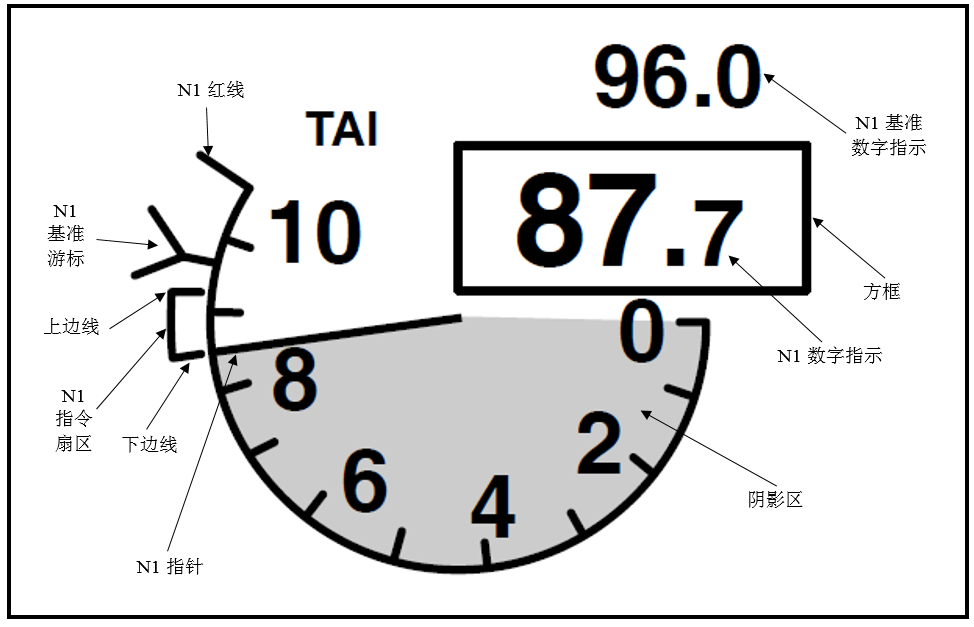 96.0
N1 红线
TAI
N1 基准
数字指示
N1
基准
游标
10
87.7
方框
上边线
0
N1 数字指示
8
N1
指令
扇区
下边线
2
6
4
阴影区
N1 指针